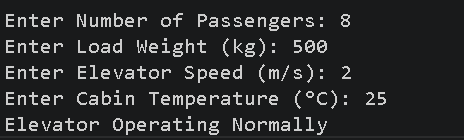 Enter Number of Passengers: 8
Enter Load Weight (kg): 500
Enter Elevator Speed (m/s): 2
Enter Cabin Temperature (°C): 25
Elevator Operating Normally